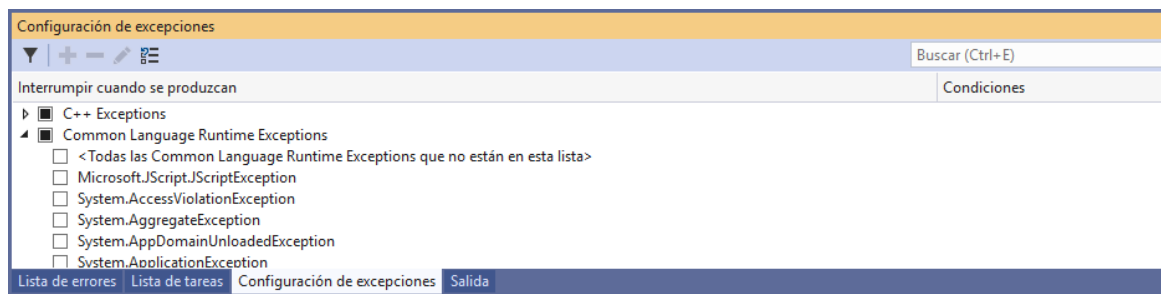 Configuración de excepciones
Buscar (Ctrl+E)
Interrumpir cuando se produzcan Condiciones
C++ Exceptions
Common Language Runtime Exceptions
<Todas las Common Language Runtime Exceptions que no están en esta lista>
Microsoft.JScript.JScriptException
System.AccessViolationException
System.AggregateException
System.AppDomainUnloadedException
System.ApplicationException
Lista de errores Lista de tareas Configuración de excepciones Salida